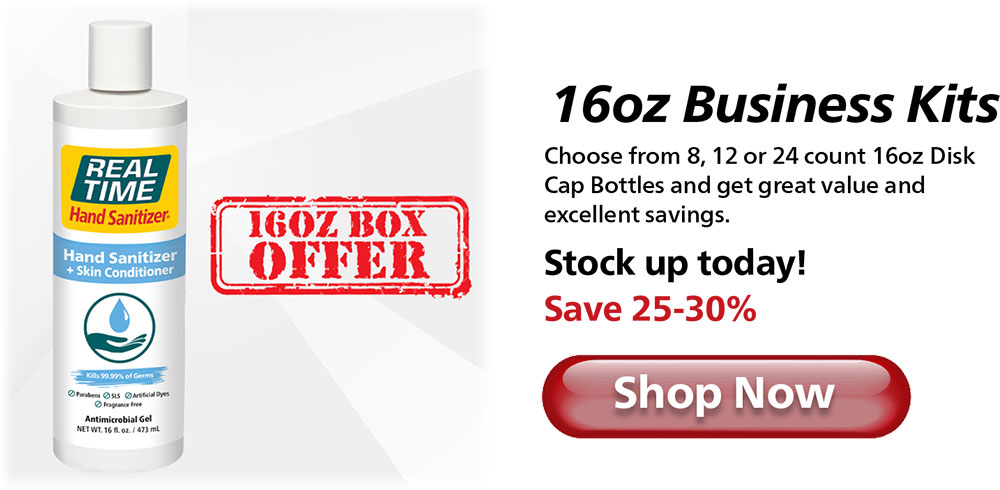 REAL
TIME
Hand Sanitizer
Hand Sanitizer
+ Skin Conditioner
Kills 99.99% of Germs
Parabens SLS Artificial Dyes
Fragrance Free
Antimicrobial Gel
NET WT. 16 fl. oz. / 473 mL
16OZ BOX
OFFER
16oz Business Kits
Choose from 8, 12 or 24 count 16oz Disk
Cap Bottles and get great value and
excellent savings.
Stock up today!
Save 25-30%
Shop Now